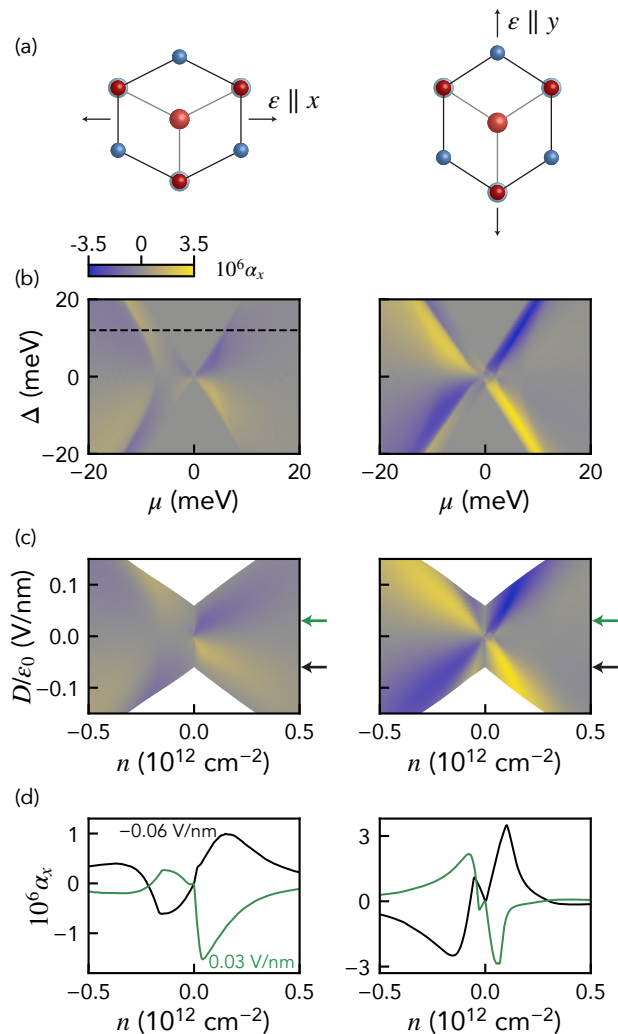 (a)
ε ∥ x
ε ∥ y
-3.5 0 3.5
10⁶αₓ
(b)
20
0
−20
Δ (meV)
−20 0 20
μ (meV)
−20 0 20
μ (meV)
(c)
0.1
0.0
−0.1
D/ε₀ (V/nm)
−0.5 0.0 0.5
n (10¹² cm⁻²)
−0.5 0.0 0.5
n (10¹² cm⁻²)
(d)
1
0
−1
10⁶αₓ
−0.06 V/nm
0.03 V/nm
−0.5 0.0 0.5
n (10¹² cm⁻²)
3
0
−3
−0.5 0.0 0.5
n (10¹² cm⁻²)